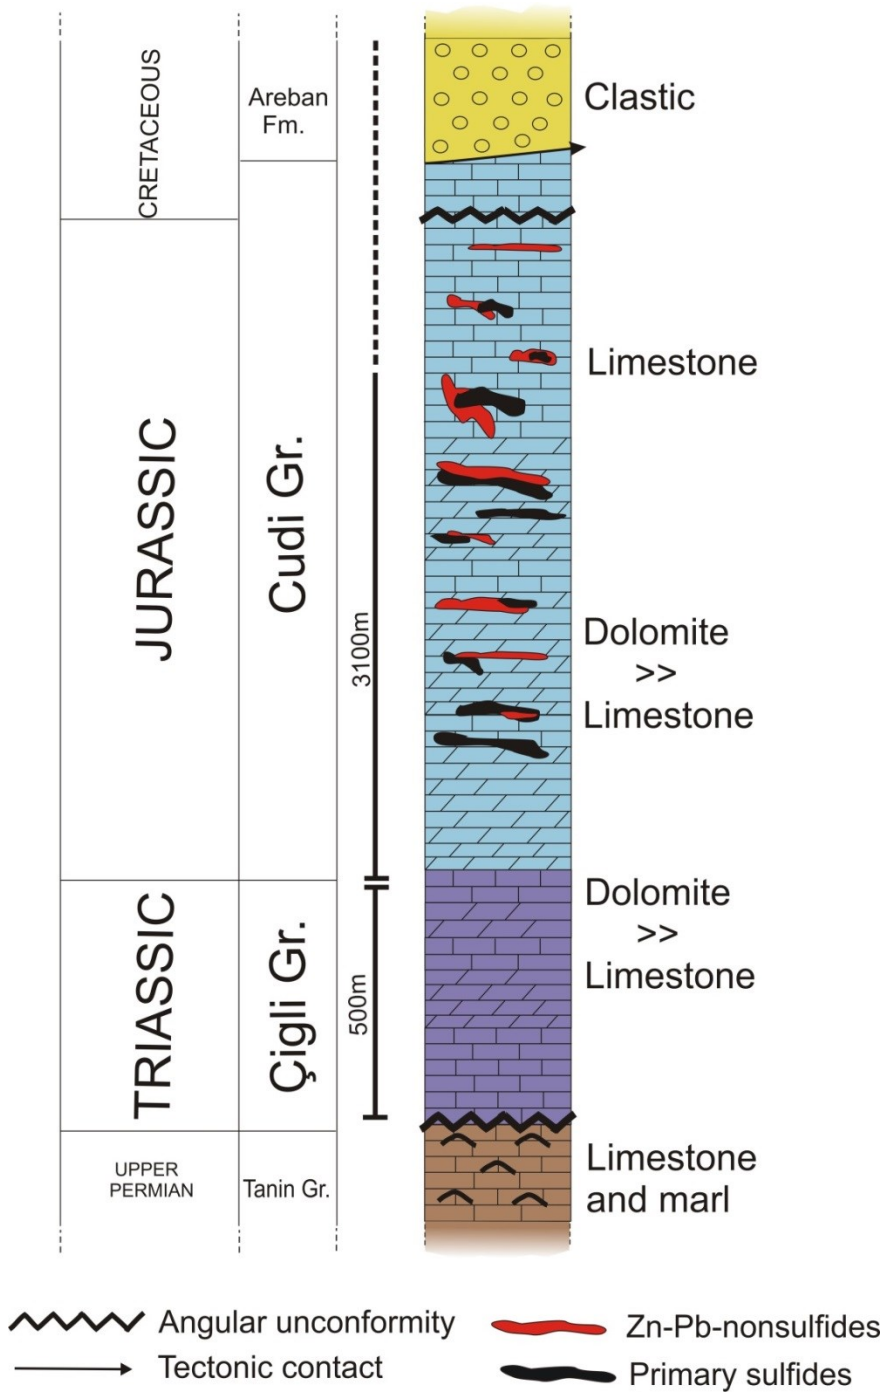 CRETACEOUS
Areban
Fm.
Clastic
JURASSIC
Cudi Gr.
3100m
Limestone
Dolomite
>>
Limestone
TRIASSIC
Çigli Gr.
500m
Dolomite
>>
Limestone
UPPER
PERMIAN
Tanin Gr.
Limestone
and marl
Angular unconformity
Zn-Pb-nonsulfides
Tectonic contact
Primary sulfides